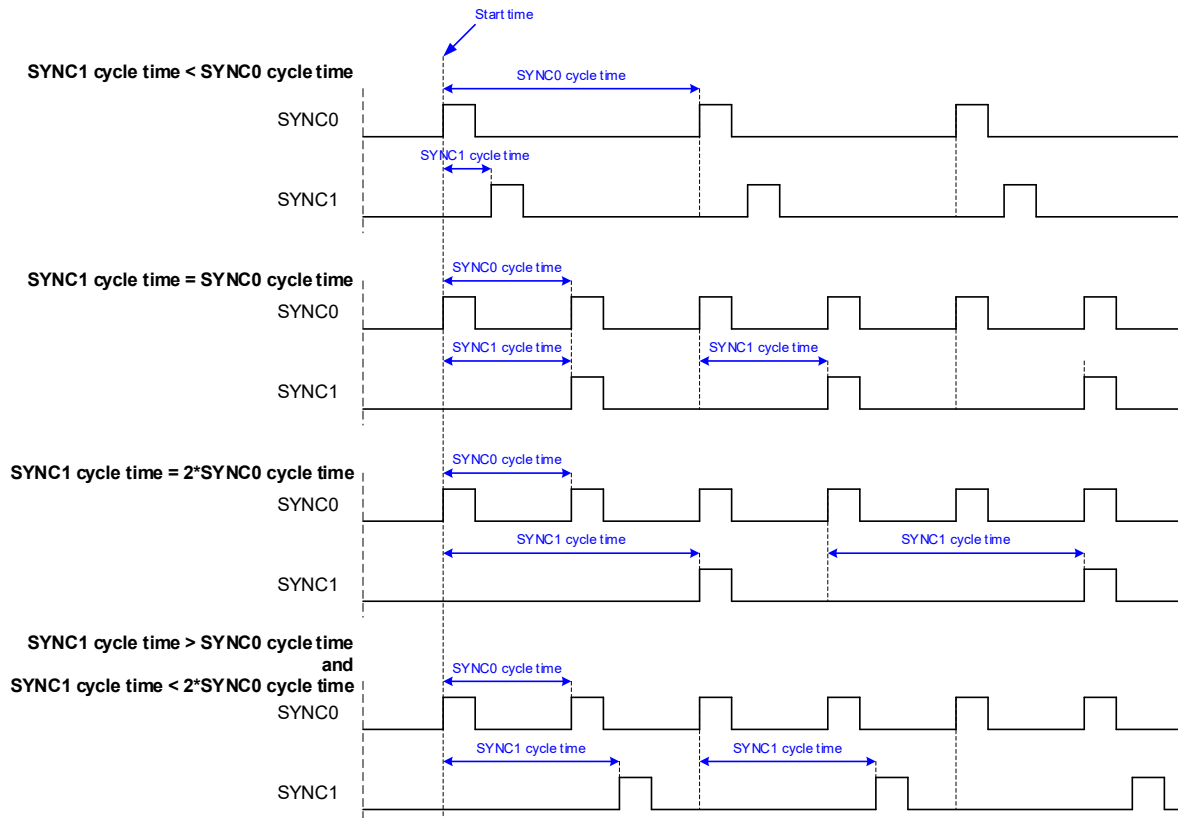 Start time
SYNC1 cycle time < SYNC0 cycle time
SYNC0 cycle time
SYNC0
SYNC1 cycle time
SYNC1
SYNC1 cycle time = SYNC0 cycle time
SYNC0 cycle time
SYNC0
SYNC1 cycle time
SYNC1 cycle time
SYNC1
SYNC1 cycle time = 2*SYNC0 cycle time
SYNC0 cycle time
SYNC0
SYNC1 cycle time
SYNC1 cycle time
SYNC1
SYNC1 cycle time > SYNC0 cycle time
and
SYNC1 cycle time < 2*SYNC0 cycle time
SYNC0 cycle time
SYNC0
SYNC1 cycle time
SYNC1 cycle time
SYNC1